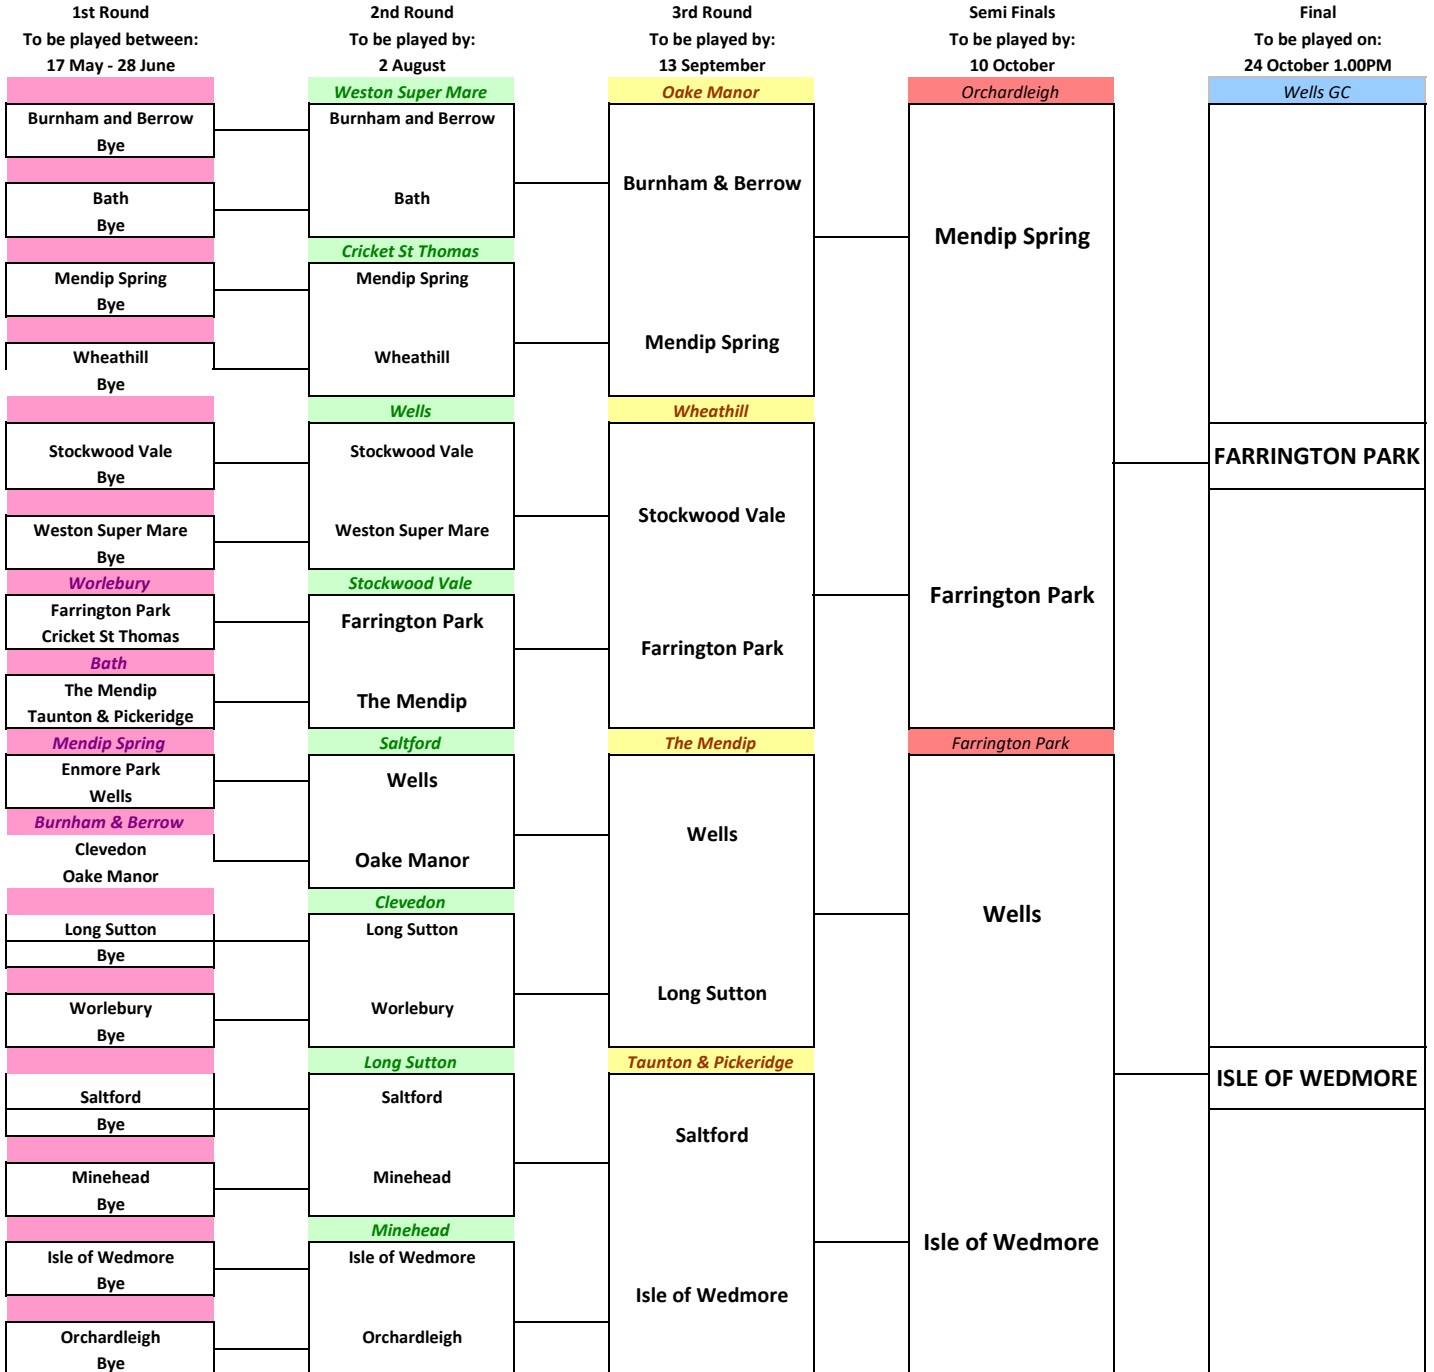 1st Round
To be played between:
17 May - 28 June
Burnham and Berrow
Bye
Bath
Bye
Mendip Spring
Bye
Wheathill
Bye
Stockwood Vale
Bye
Weston Super Mare
Bye
Worlebury
Farrington Park
Cricket St Thomas
Bath
The Mendip
Taunton & Pickeridge
Mendip Spring
Enmore Park
Wells
Burnham & Berrow
Clevedon
Oake Manor
Long Sutton
Bye
Worlebury
Bye
Saltford
Bye
Minehead
Bye
Isle of Wedmore
Bye
Orchardleigh
Bye
2nd Round
To be played by:
2 August
Weston Super Mare
Burnham and Berrow
Bath
Cricket St Thomas
Mendip Spring
Wheathill
Wells
Stockwood Vale
Weston Super Mare
Stockwood Vale
Farrington Park
The Mendip
Saltford
Wells
Oake Manor
Clevedon
Long Sutton
Worlebury
Long Sutton
Saltford
Minehead
Minehead
Isle of Wedmore
Orchardleigh
3rd Round
To be played by:
13 September
Oake Manor
Burnham & Berrow
Mendip Spring
Wheathill
Stockwood Vale
Farrington Park
The Mendip
Wells
Long Sutton
Taunton & Pickeridge
Saltford
Isle of Wedmore
Semi Finals
To be played by:
10 October
Orchardleigh
Mendip Spring
Farrington Park
Farrington Park
Wells
Isle of Wedmore
Final
To be played on:
24 October 1.00PM
Wells GC
FARRINGTON PARK
ISLE OF WEDMORE